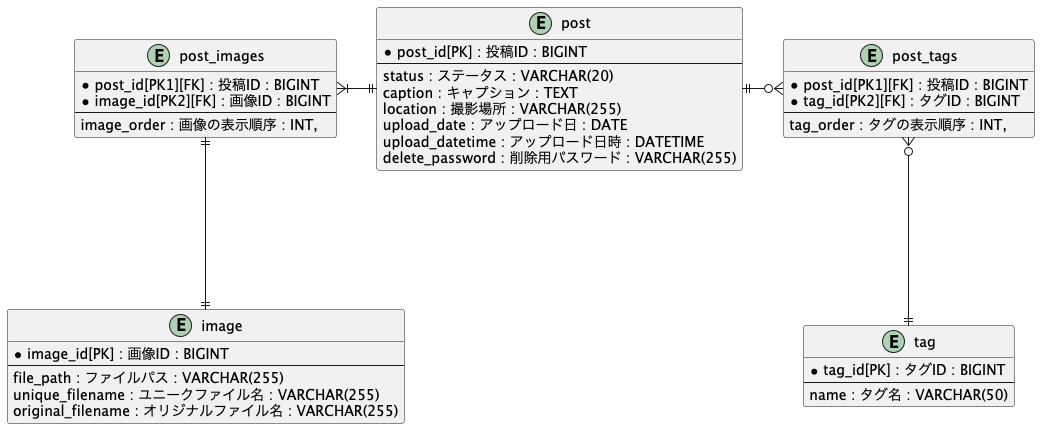 E post_images
● post_id[PK1][FK] : 投稿ID : BIGINT
● image_id[PK2][FK] : 画像ID : BIGINT
image_order : 画像の表示順序 : INT,
E post
● post_id[PK] : 投稿ID : BIGINT
status : ステータス : VARCHAR(20)
caption : キャプション : TEXT
location : 撮影場所 : VARCHAR(255)
upload_date : アップロード日 : DATE
upload_datetime : アップロード日時 : DATETIME
delete_password : 削除用パスワード : VARCHAR(255)
E post_tags
● post_id[PK1][FK] : 投稿ID : BIGINT
● tag_id[PK2][FK] : タグID : BIGINT
tag_order : タグの表示順序 : INT,
E image
● image_id[PK] : 画像ID : BIGINT
file_path : ファイルパス : VARCHAR(255)
unique_filename : ユニークファイル名 : VARCHAR(255)
original_filename : オリジナルファイル名 : VARCHAR(255)
E tag
● tag_id[PK] : タグID : BIGINT
name : タグ名 : VARCHAR(50)